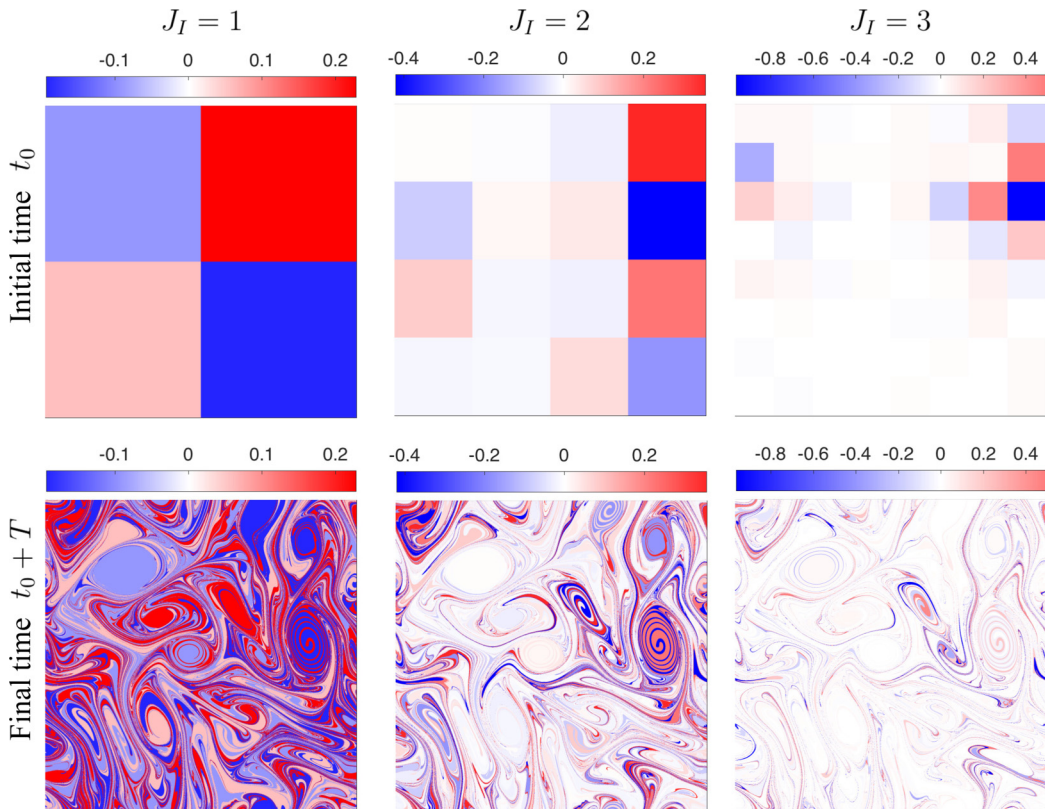 J_I = 1 J_I = 2 J_I = 3
-0.1 0 0.1 0.2 -0.4 -0.2 0 0.2 -0.8 -0.6 -0.4 -0.2 0 0.2 0.4
Initial time t_0
-0.1 0 0.1 0.2 -0.4 -0.2 0 0.2 -0.8 -0.6 -0.4 -0.2 0 0.2 0.4
Final time t_0 + T